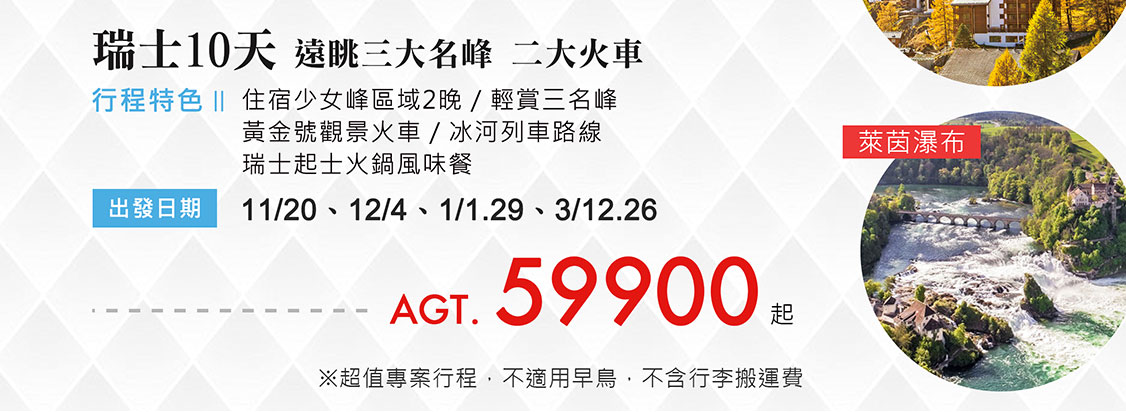 瑞士10天 遠眺三大名峰 二大火車
行程特色 || 住宿少女峰區域2晚 / 輕賞三名峰
黃金號觀景火車 / 冰河列車路線
瑞士起士火鍋風味餐
出發日期 11/20、12/4、1/1.29、3/12.26
AGT. 59900 起
※超值專案行程，不適用早鳥，不含行李搬運費
萊茵瀑布